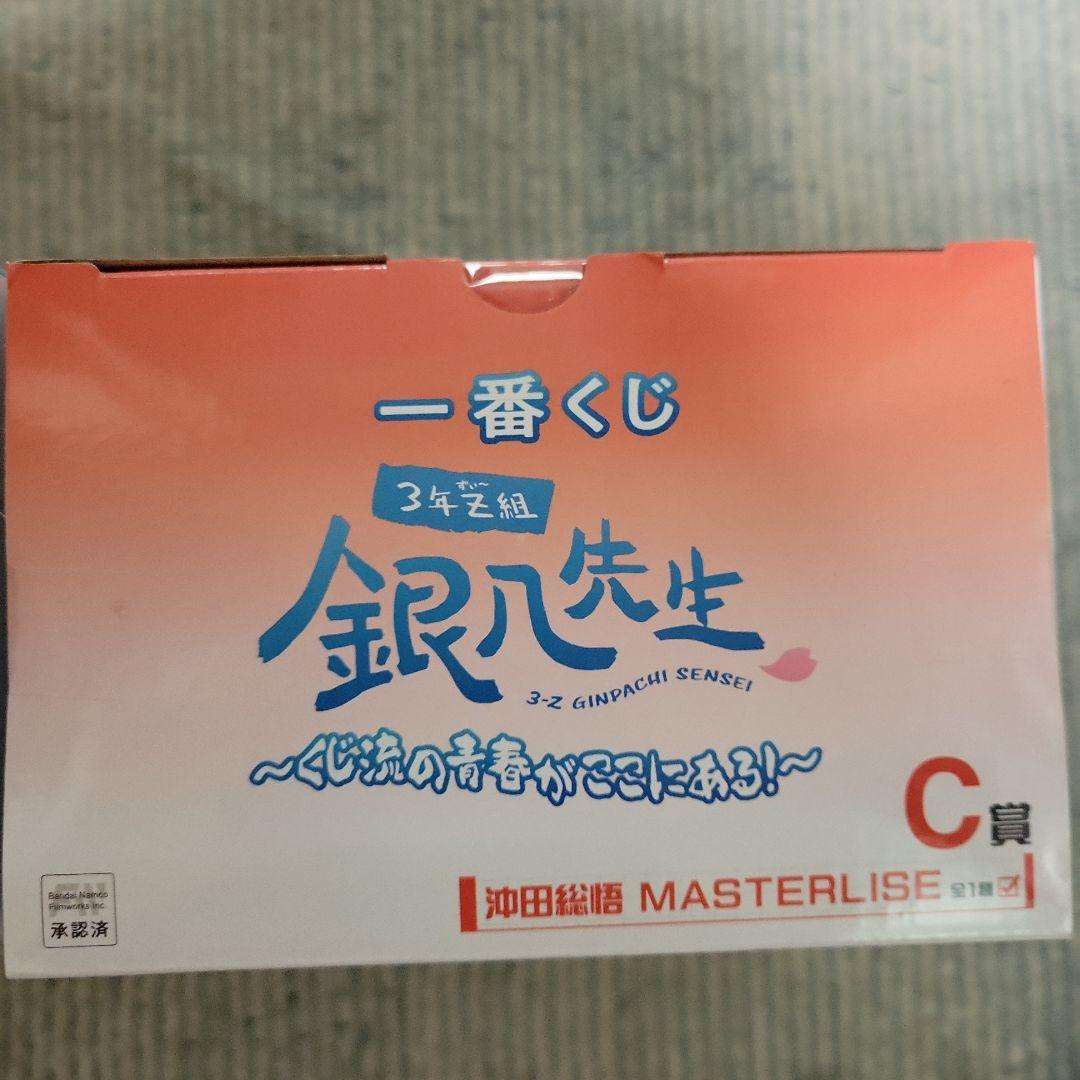 一番くじ
3年Z組
ずぃ〜
銀八先生
3-Z GINPACHI SENSEI
～くじ流の青春がここにある!～
C賞
沖田総悟 MASTERLISE 全1種
Bandai Namco
Filmworks Inc.
承認済